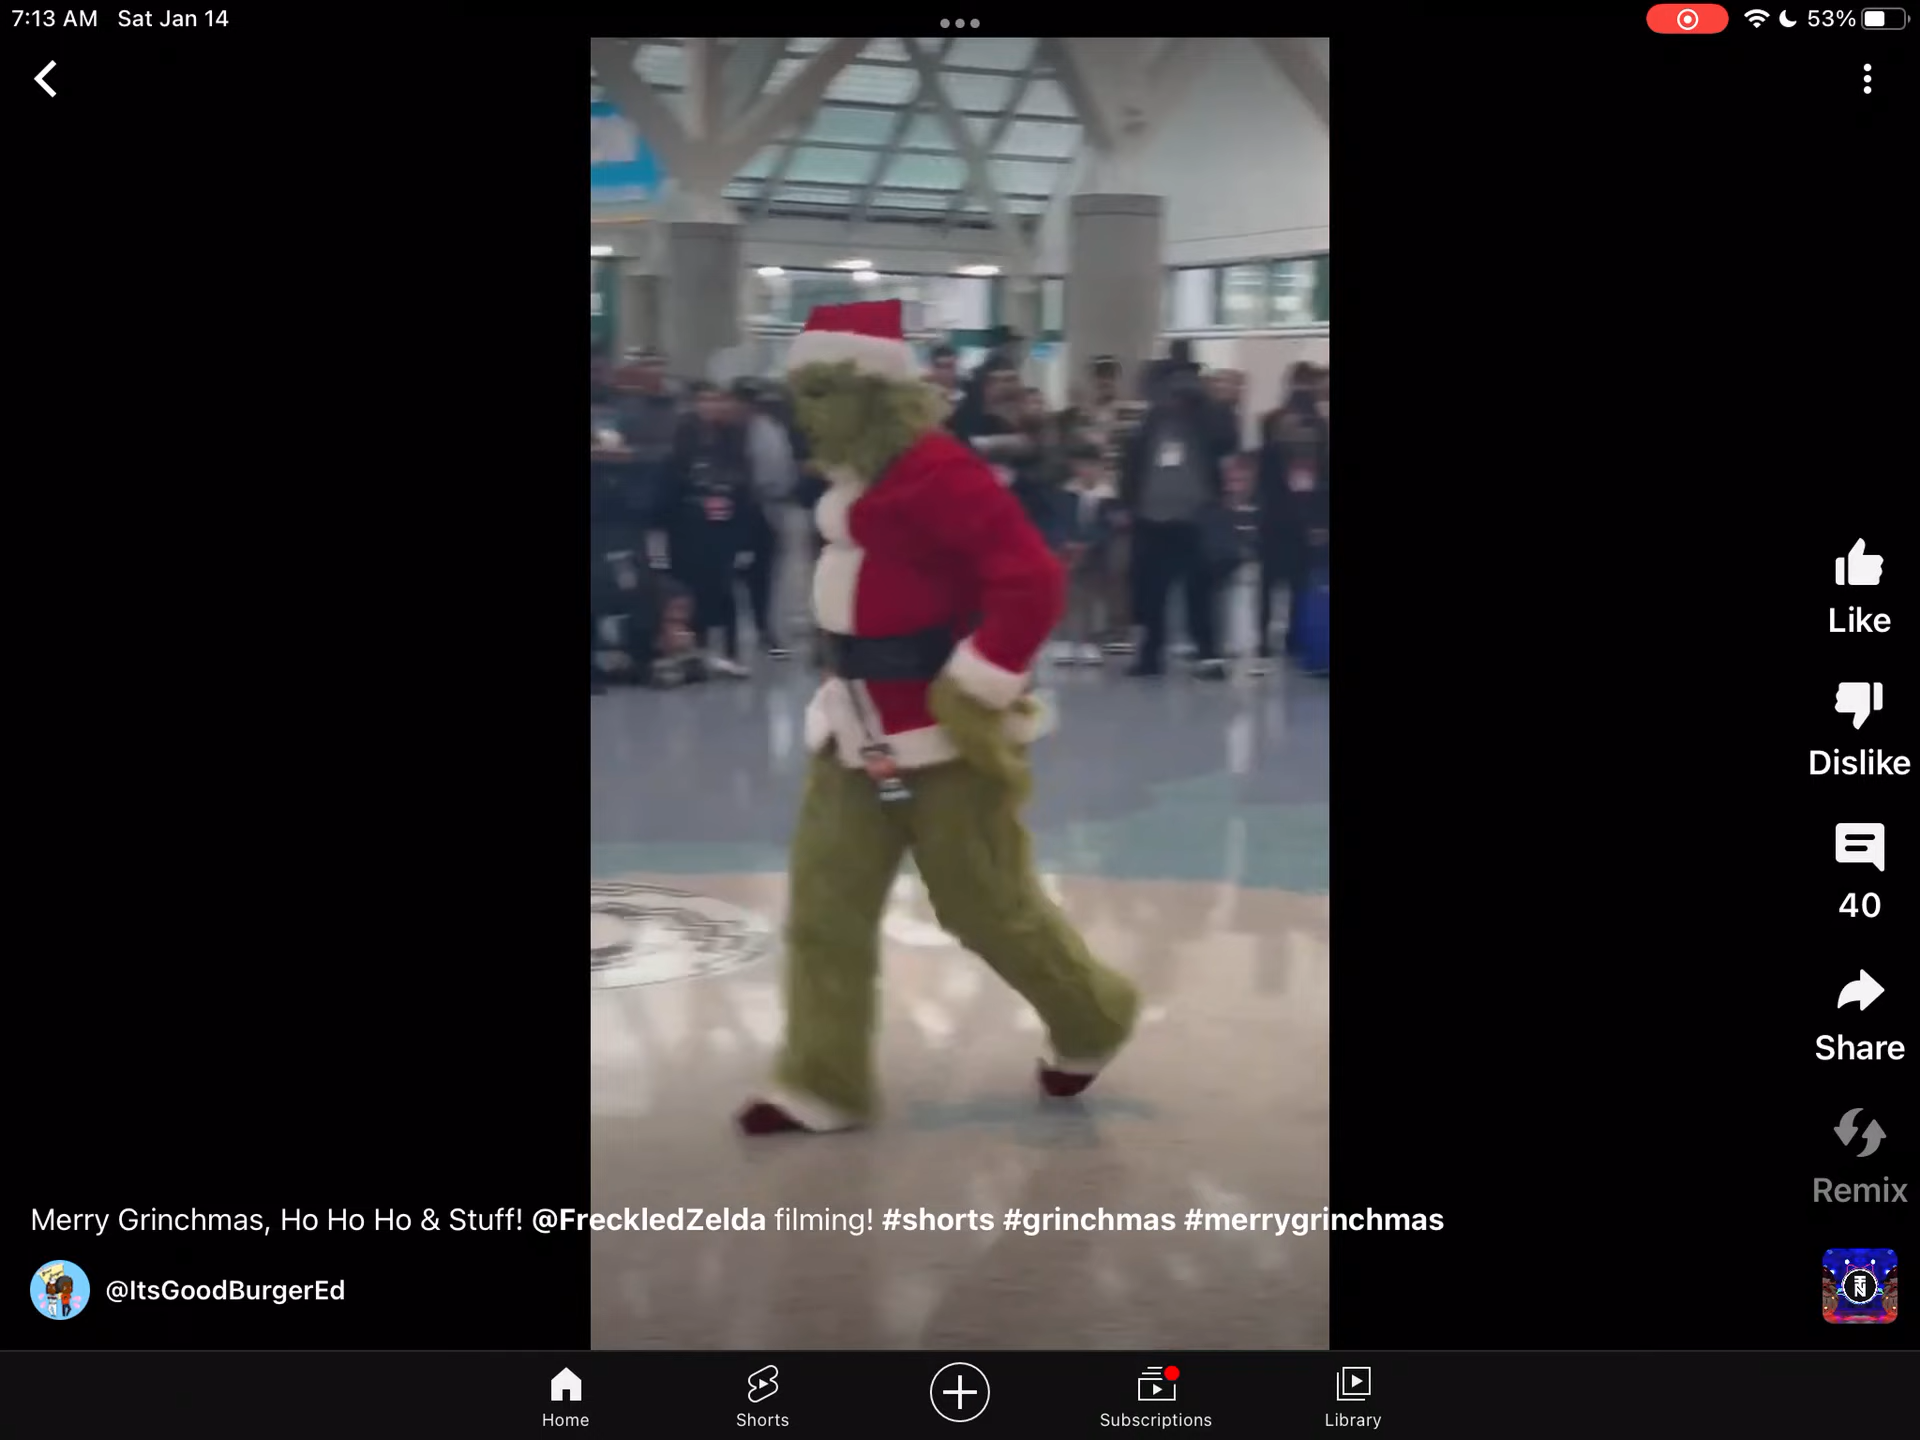 7:13 AM Sat Jan 14
53%
Like
Dislike
40
Share
Remix
Merry Grinchmas, Ho Ho Ho & Stuff! @FreckledZelda filming! #shorts #grinchmas #merrygrinchmas
@ItsGoodBurgerEd
Home
Shorts
Subscriptions
Library